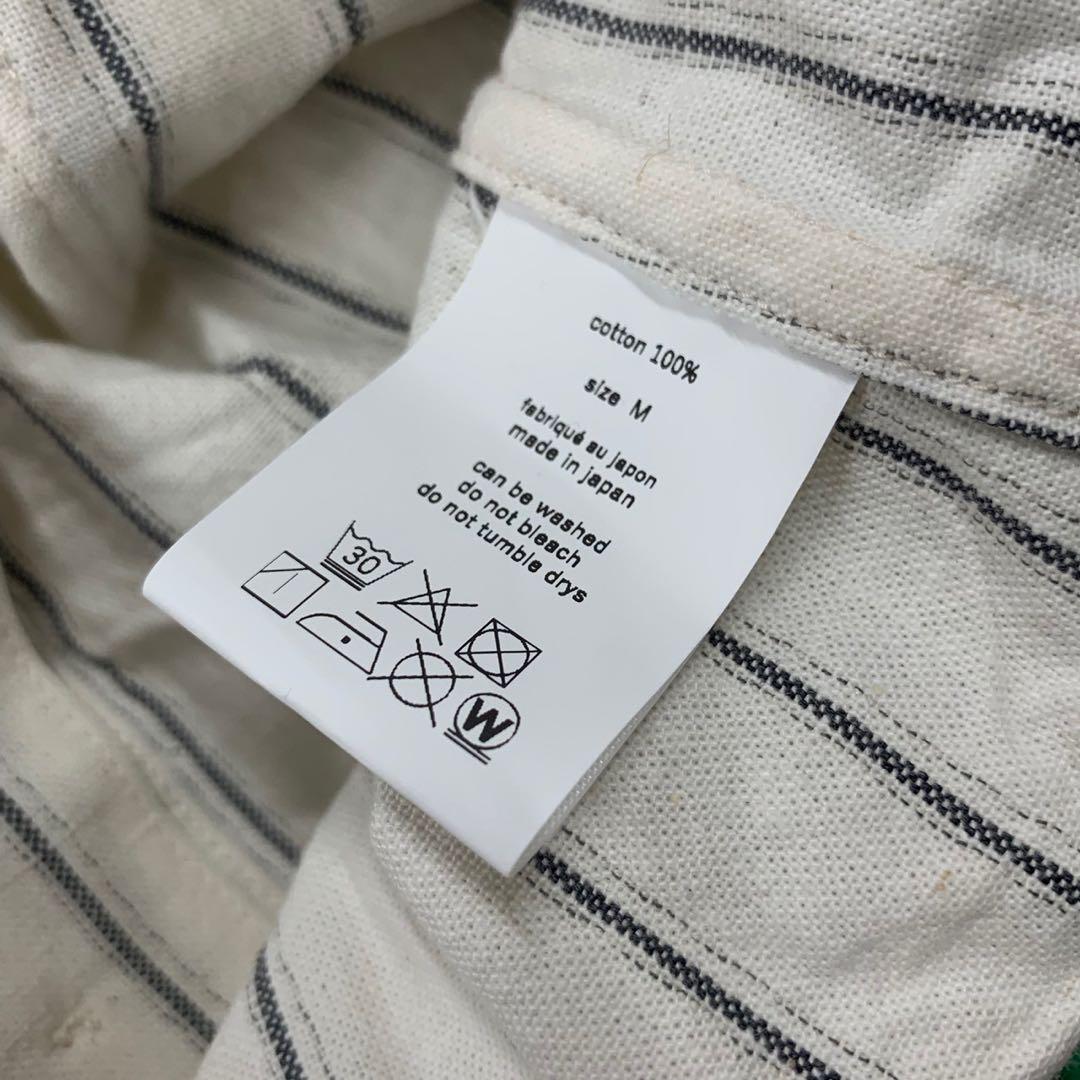 cotton 100%
size M
fabriqué au japon
made in japan
can be washed
do not bleach
do not tumble drys
30
W